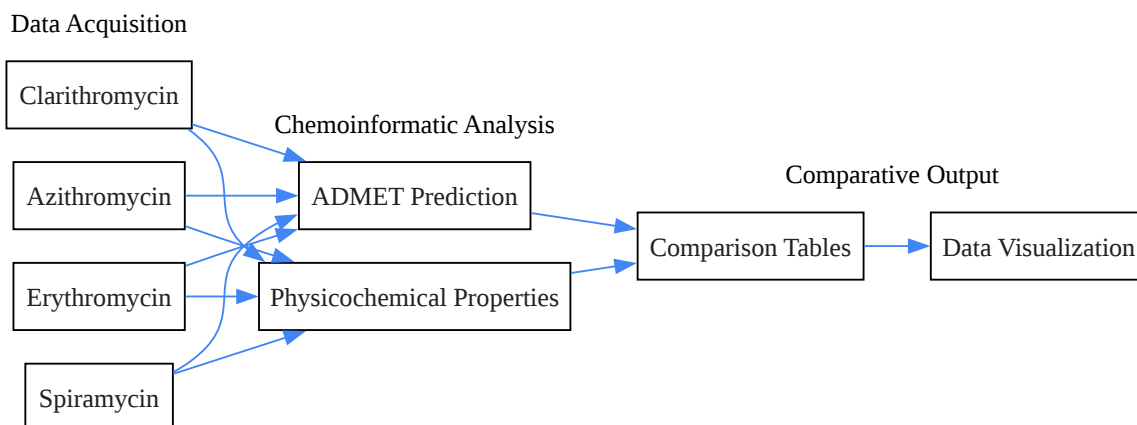 Data Acquisition
Clarithromycin
Azithromycin
Erythromycin
Spiramycin
Chemoinformatic Analysis
ADMET Prediction
Physicochemical Properties
Comparative Output
Comparison Tables
Data Visualization